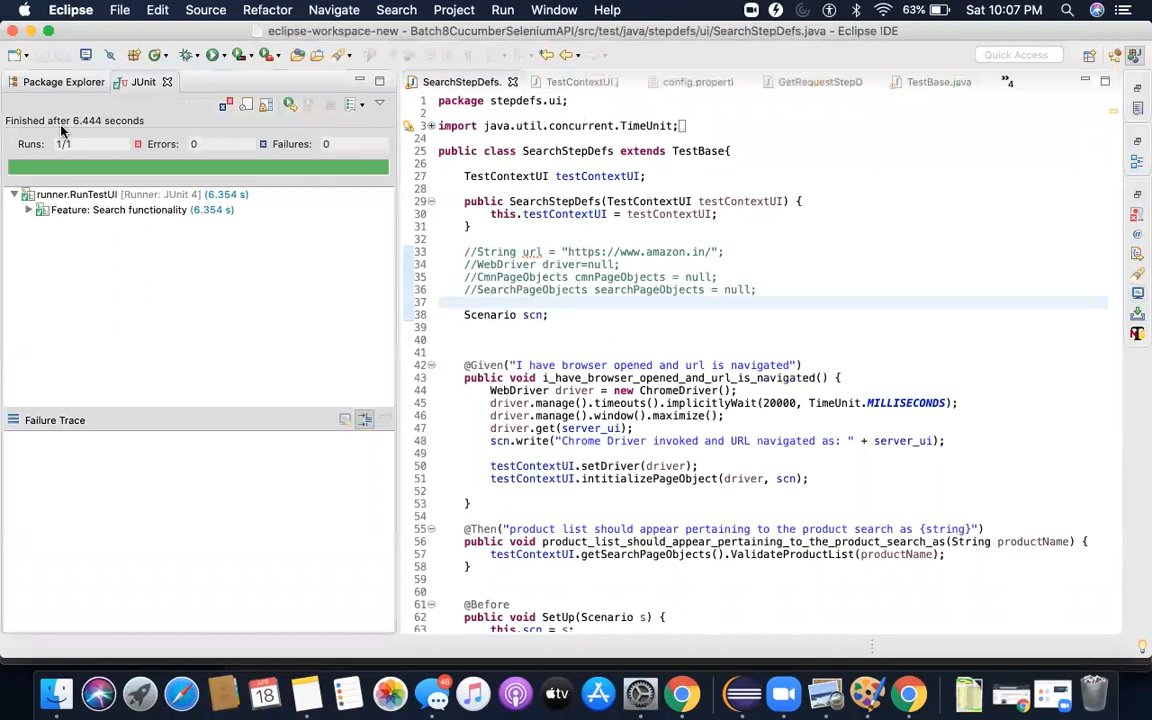 Eclipse File Edit Source Refactor Navigate Search Project Run Window Help 63% Sat 10:07 PM
eclipse-workspace-new - Batch8CucumberSeleniumAPI/src/test/java/stepdefs/ui/SearchStepDefs.java - Eclipse IDE
Quick Access
Package Explorer JUnit
SearchStepDefs. TestContextUI.j config.properti GetRequestStepD TestBase.java »4
Finished after 6.444 seconds
Runs: 1/1 Errors: 0 Failures: 0
runner.RunTestUI [Runner: JUnit 4] (6.354 s)
Feature: Search functionality (6.354 s)
Failure Trace
1 package stepdefs.ui;
2
3 import java.util.concurrent.TimeUnit;
24
25 public class SearchStepDefs extends TestBase{
26
27 TestContextUI testContextUI;
28
29 public SearchStepDefs(TestContextUI testContextUI) {
30 this.testContextUI = testContextUI;
31 }
32
33 //String url = "https://www.amazon.in/";
34 //WebDriver driver=null;
35 //CmnPageObjects cmnPageObjects = null;
36 //SearchPageObjects searchPageObjects = null;
37
38 Scenario scn;
39
40
41
42 @Given("I have browser opened and url is navigated")
43 public void i_have_browser_opened_and_url_is_navigated() {
44 WebDriver driver = new ChromeDriver();
45 driver.manage().timeouts().implicitlyWait(20000, TimeUnit.MILLISECONDS);
46 driver.manage().window().maximize();
47 driver.get(server_ui);
48 scn.write("Chrome Driver invoked and URL navigated as: " + server_ui);
49
50 testContextUI.setDriver(driver);
51 testContextUI.intitializePageObject(driver, scn);
52
53 }
54
55 @Then("product list should appear pertaining to the product search as {string}")
56 public void product_list_should_appear_pertaining_to_the_product_search_as(String productName) {
57 testContextUI.getSearchPageObjects().ValidateProductList(productName);
58 }
59
60
61 @Before
62 public void SetUp(Scenario s) {
63 this.scn = s;
48
APR
18
tv